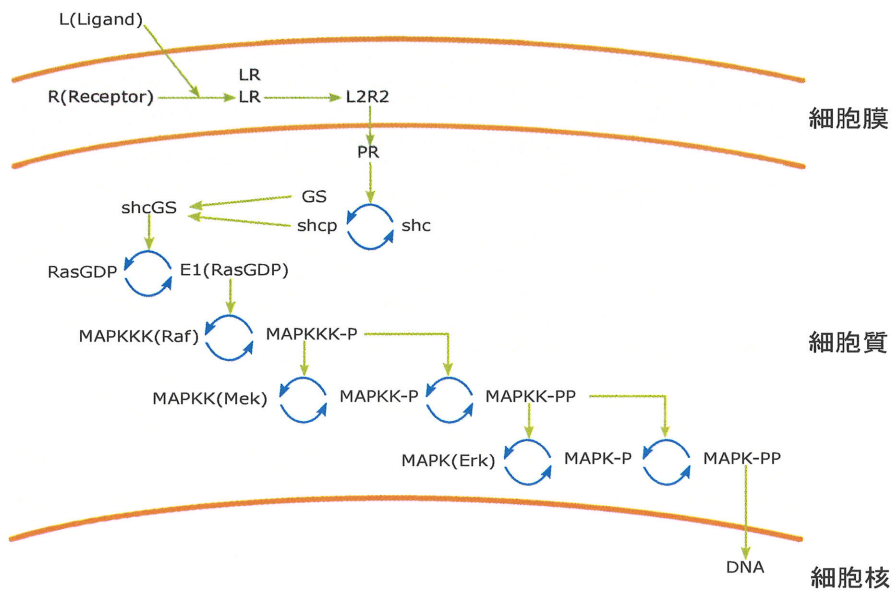 L(Ligand)
LR
R(Receptor)
LR
L2R2
細胞膜
PR
GS
shcGS
shcp
shc
RasGDP
E1(RasGDP)
MAPKKK(Raf)
MAPKKK-P
細胞質
MAPKK(Mek)
MAPKK-P
MAPKK-PP
MAPK(Erk)
MAPK-P
MAPK-PP
DNA
細胞核